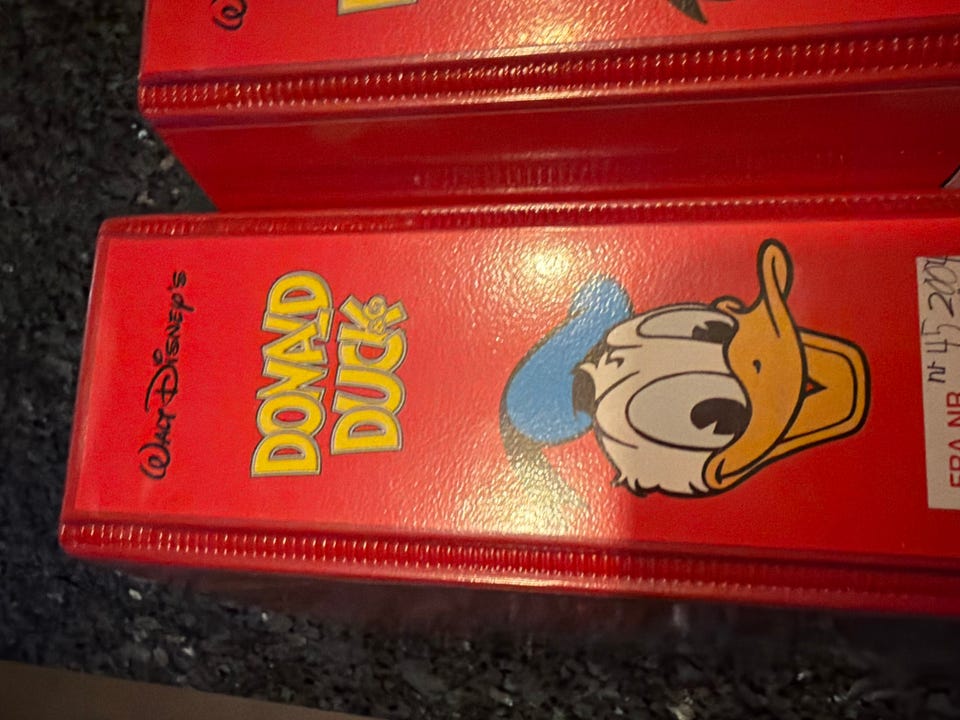 WALT DISNEY'S
DONALD
DUCK &Co
FRA NR nr 45 2004